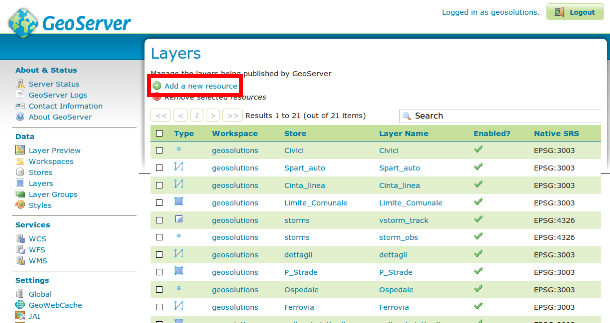 Logged in as geosolutions.
Logout
GeoServer
About & Status
Server Status
GeoServer Logs
Contact Information
About GeoServer
Data
Layer Preview
Workspaces
Stores
Layers
Layer Groups
Styles
Services
WCS
WFS
WMS
Settings
Global
GeoWebCache
JAI
Layers
Manage the layers being published by GeoServer
Add a new resource
Remove selected resources
<< < 1 > >> Results 1 to 21 (out of 21 items) Search
Type Workspace Store Layer Name Enabled? Native SRS
geosolutions Civici Civici EPSG:3003
geosolutions Spart_auto Spart_auto EPSG:3003
geosolutions Cinta_linea Cinta_linea EPSG:3003
geosolutions Limite_Comunale Limite_Comunale EPSG:3003
geosolutions storms vstorm_track EPSG:4326
geosolutions storms storm_obs EPSG:4326
geosolutions dettagli dettagli EPSG:3003
geosolutions P_Strade P_Strade EPSG:3003
geosolutions Ospedale Ospedale EPSG:3003
geosolutions Ferrovia Ferrovia EPSG:3003